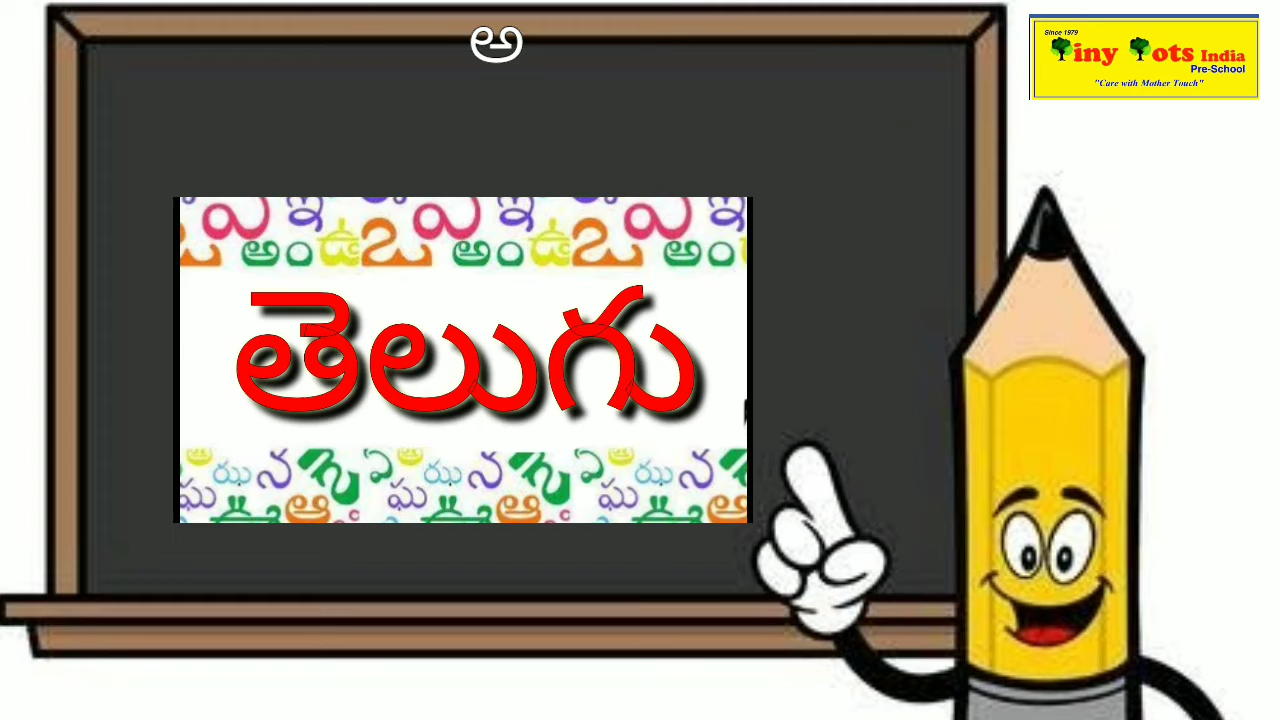 అ
Since 1979
Tiny Tots India
Pre-School
"Care with Mother Touch"
అం ఉ ఒ అం ఉ ఒ అం
తెలుగు